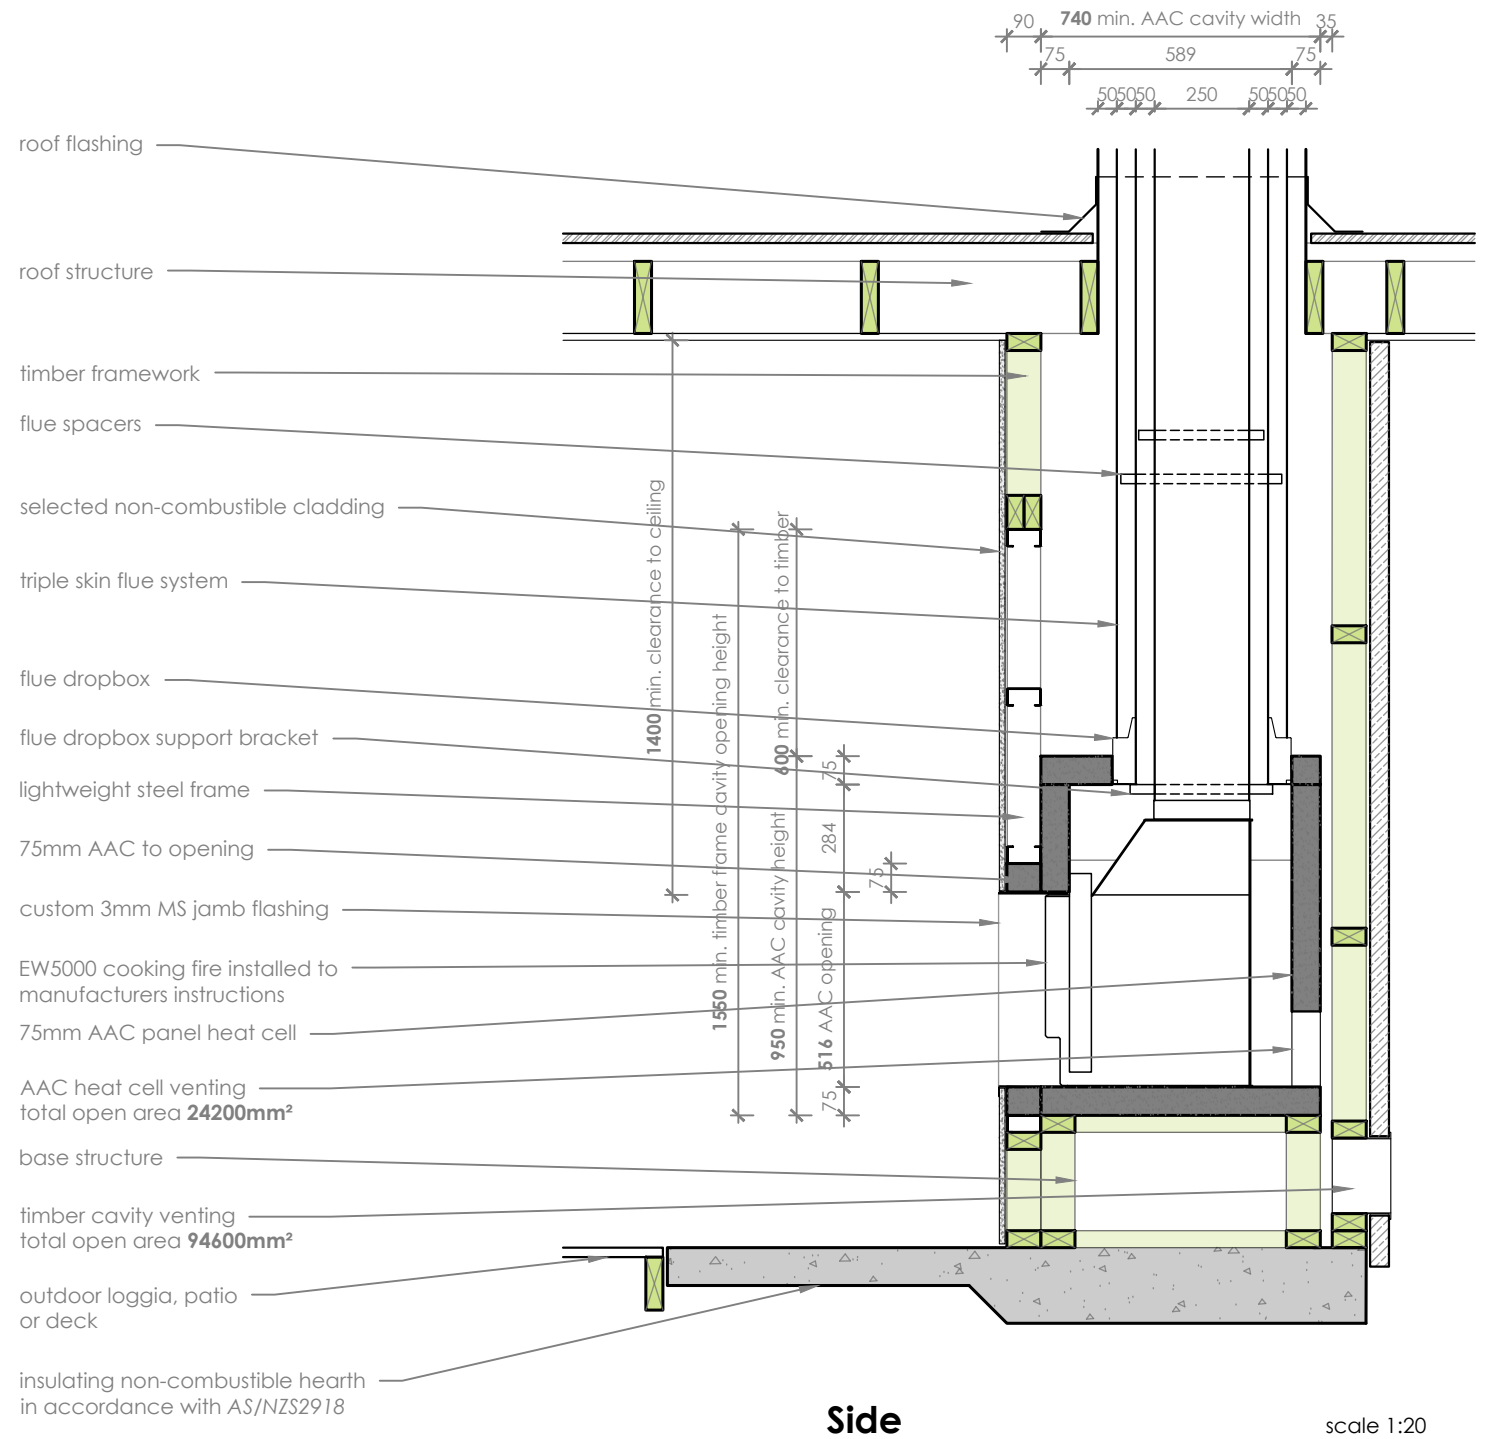 90 740 min. AAC cavity width 35
75 589 75
50 50 50 250 50 50 50
roof flashing
roof structure
timber framework
flue spacers
selected non-combustible cladding
triple skin flue system
flue dropbox
flue dropbox support bracket
lightweight steel frame
75mm AAC to opening
custom 3mm MS jamb flashing
EW5000 cooking fire installed to
manufacturers instructions
75mm AAC panel heat cell
AAC heat cell venting
total open area 24200mm²
base structure
timber cavity venting
total open area 94600mm²
outdoor loggia, patio
or deck
insulating non-combustible hearth
in accordance with AS/NZS2918
1400 min. clearance to ceiling
1550 min. timber frame cavity opening height
600 min. clearance to timber
950 min. AAC cavity height
75
284
516 AAC opening
75
75
Side
scale 1:20